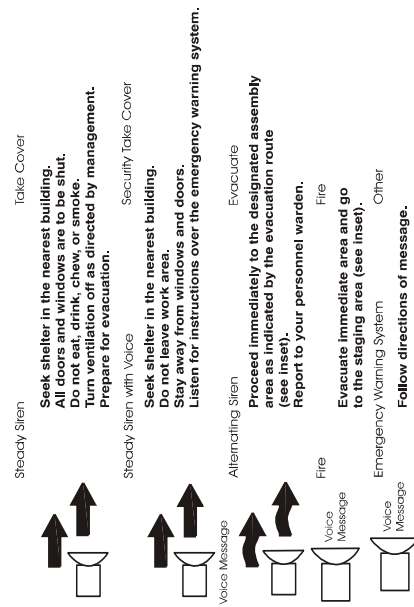 Steady Siren Take Cover
Seek shelter in the nearest building.
All doors and windows are to be shut.
Do not eat, drink, chew, or smoke.
Turn ventilation off as directed by management.
Prepare for evacuation.
Steady Siren with Voice Security Take Cover
Seek shelter in the nearest building.
Do not leave work area.
Stay away from windows and doors.
Listen for instructions over the emergency warning system.
Voice Message
Alternating Siren Evacuate
Proceed immediately to the designated assembly
area as indicated by the evacuation route
(see inset).
Report to your personnel warden.
Fire Fire
Voice
Message
Evacuate immediate area and go
to the staging area (see inset).
Emergency Warning System Other
Voice
Message
Follow directions of message.